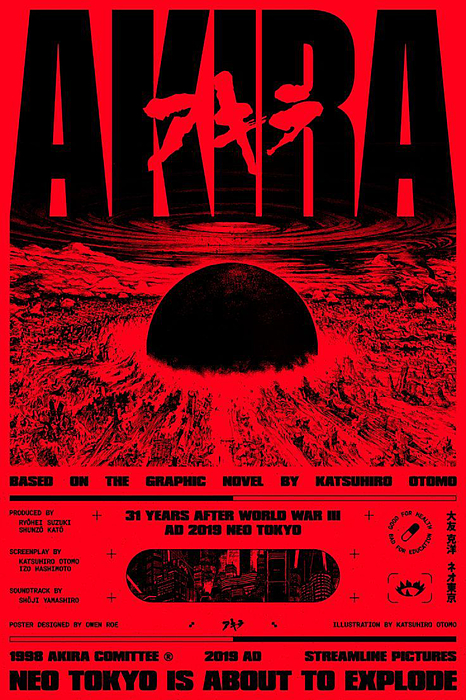 AKIRA
アキラ
BASED ON THE GRAPHIC NOVEL BY KATSUHIRO OTOMO
PRODUCED BY
RYŌHEI SUZUKI
SHUNZŌ KATŌ
31 YEARS AFTER WORLD WAR III
AD 2019 NEO TOKYO
GOOD FOR HEALTH
BAD FOR EDUCATION
大友克洋 ネオ東京
SCREENPLAY BY
KATSUHIRO OTOMO
IZO HASHIMOTO
SOUNDTRACK BY
SHŌJI YAMASHIRO
POSTER DESIGNED BY OWEN HOE
アキラ
ILLUSTRATION BY KATSUHIRO OTOMO
1998 AKIRA COMITTEE ®
2019 AD
STREAMLINE PICTURES
NEO TOKYO IS ABOUT TO EXPLODE